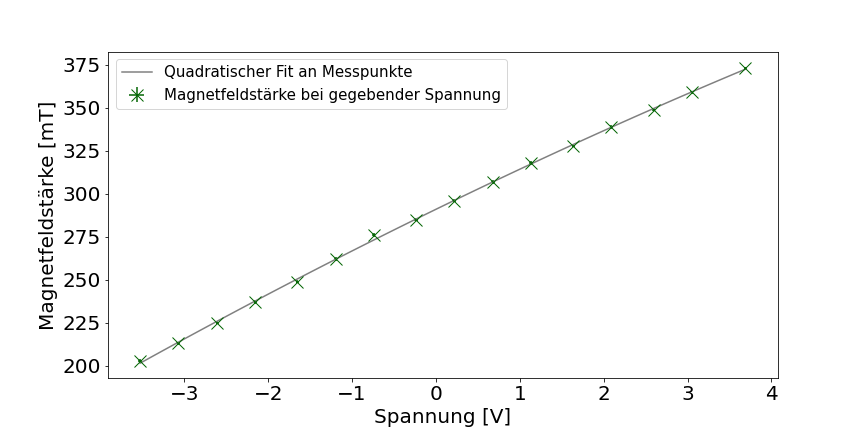 375
350
325
300
275
250
225
200
Magnetfeldstärke [mT]
Quadratischer Fit an Messpunkte
Magnetfeldstärke bei gegebender Spannung
−3 −2 −1 0 1 2 3 4
Spannung [V]